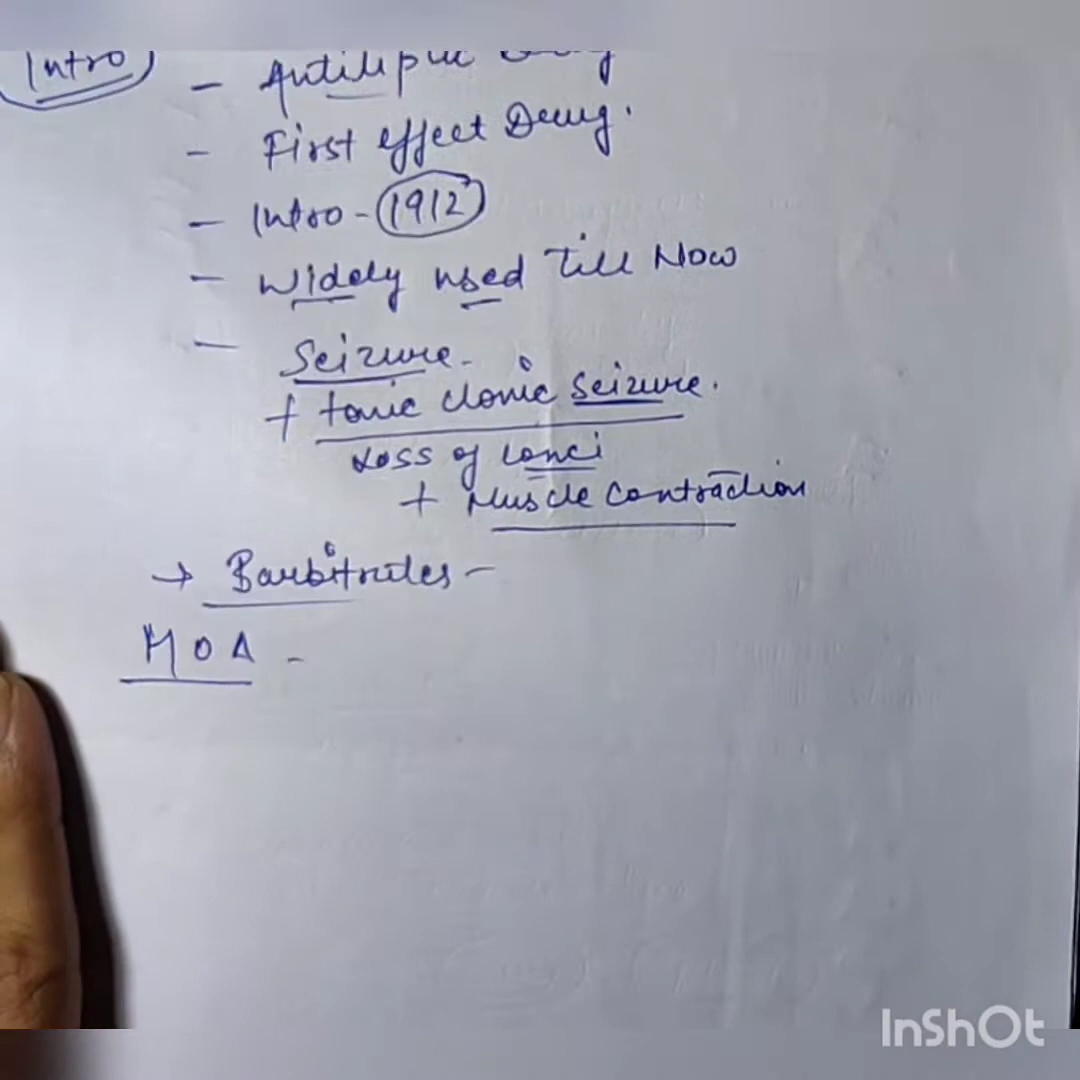 Intro
-
- First effect Drug.
- Intro - 1912
- Widely used Till Now
- Seizure -
+ tonic clonic seizure.
Loss of conci
+ Muscle contraction
→ Barbitrutes -
MOA -
InShOt